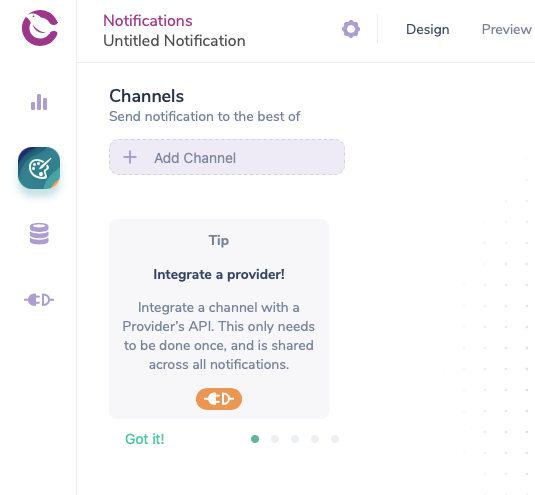 Notifications
Untitled Notification
Design
Preview
Channels
Send notification to the best of
Add Channel
Tip
Integrate a provider!
Integrate a channel with a
Provider's API. This only needs
to be done once, and is shared
across all notifications.
Got it!